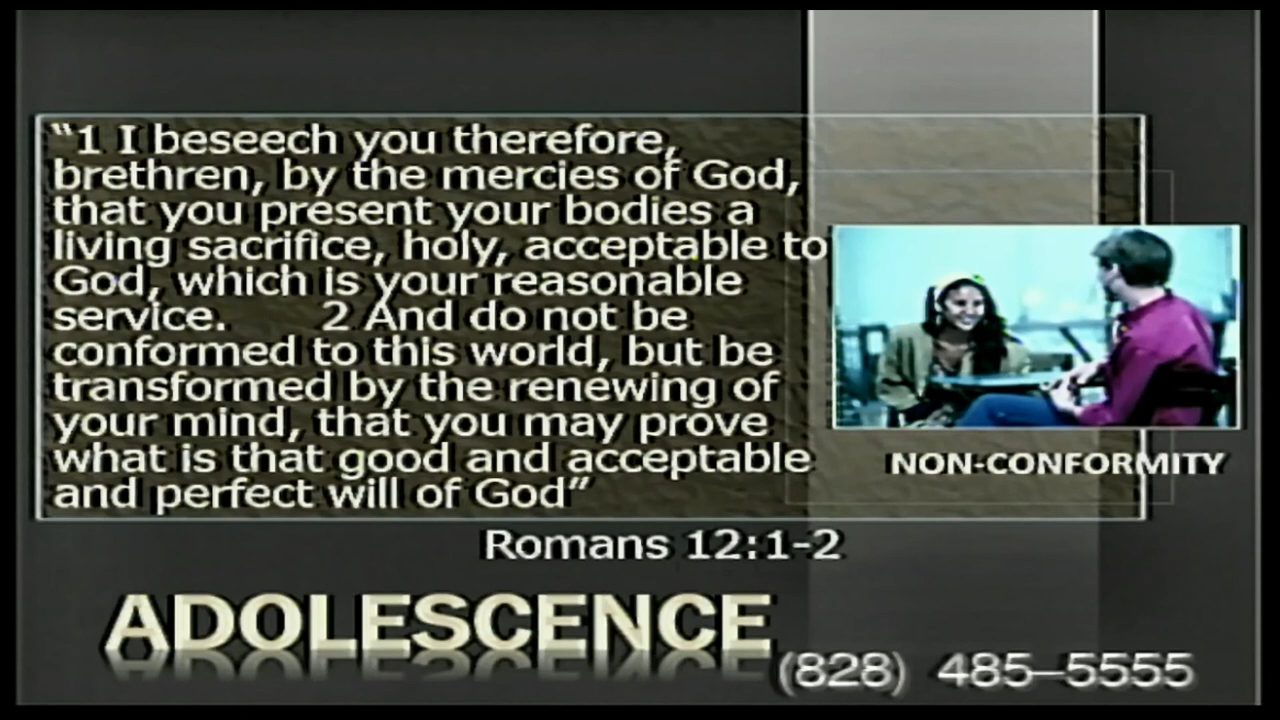 “1 I beseech you therefore,
brethren, by the mercies of God,
that you present your bodies a
living sacrifice, holy, acceptable to
God, which is your reasonable
service.     2 And do not be
conformed to this world, but be
transformed by the renewing of
your mind, that you may prove
what is that good and acceptable
and perfect will of God”
NON-CONFORMITY
Romans 12:1-2
ADOLESCENCE
(828) 485–5555